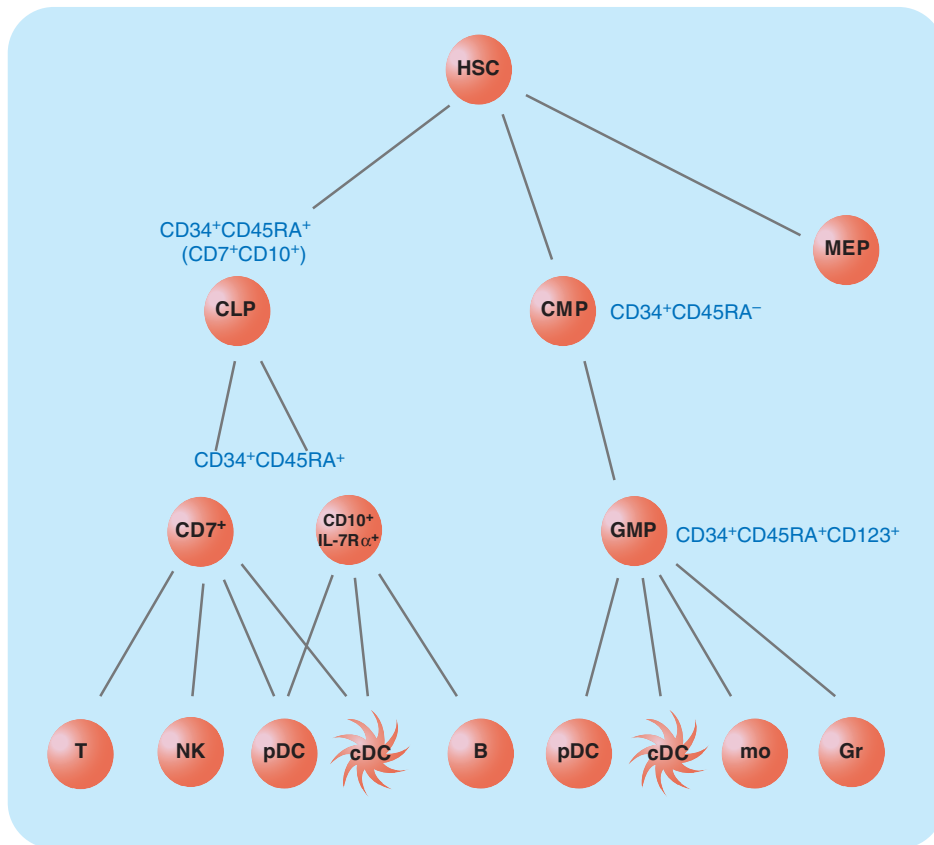 HSC
CD34⁺CD45RA⁺
(CD7⁺CD10⁺)
MEP
CLP
CMP
CD34⁺CD45RA⁻
CD34⁺CD45RA⁺
CD7⁺
CD10⁺
IL-7Rα⁺
GMP
CD34⁺CD45RA⁺CD123⁺
T
NK
pDC
cDC
B
pDC
cDC
mo
Gr